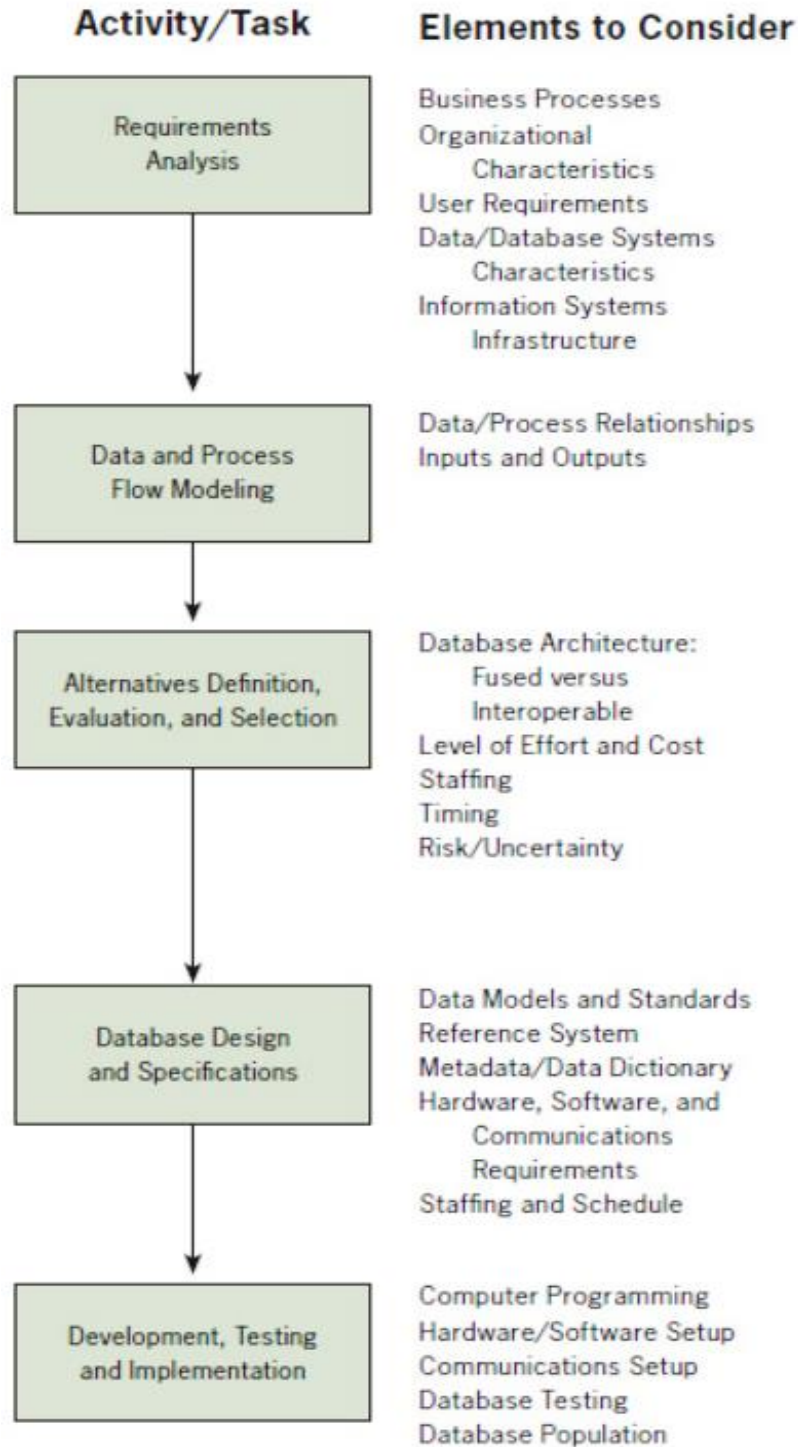 Activity/Task
Elements to Consider
Requirements
Analysis
Business Processes
Organizational
Characteristics
User Requirements
Data/Database Systems
Characteristics
Information Systems
Infrastructure
Data and Process
Flow Modeling
Data/Process Relationships
Inputs and Outputs
Alternatives Definition,
Evaluation, and Selection
Database Architecture:
Fused versus
Interoperable
Level of Effort and Cost
Staffing
Timing
Risk/Uncertainty
Database Design
and Specifications
Data Models and Standards
Reference System
Metadata/Data Dictionary
Hardware, Software, and
Communications
Requirements
Staffing and Schedule
Development, Testing
and Implementation
Computer Programming
Hardware/Software Setup
Communications Setup
Database Testing
Database Population